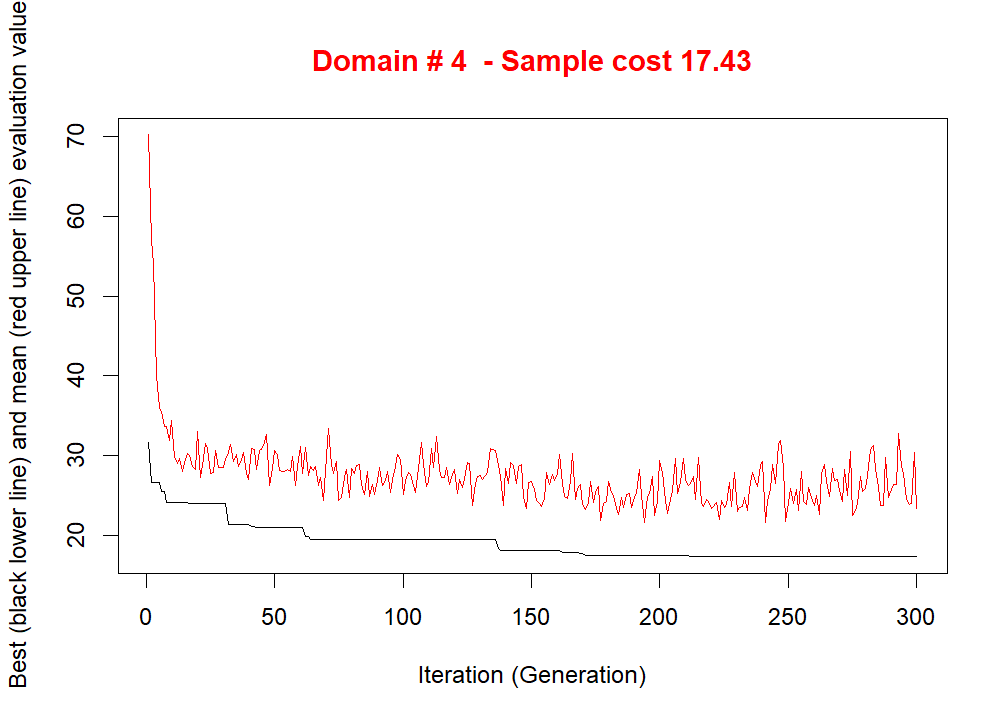 Domain # 4  - Sample cost 17.43
Best (black lower line) and mean (red upper line) evaluation value
70
60
50
40
30
20
0 50 100 150 200 250 300
Iteration (Generation)